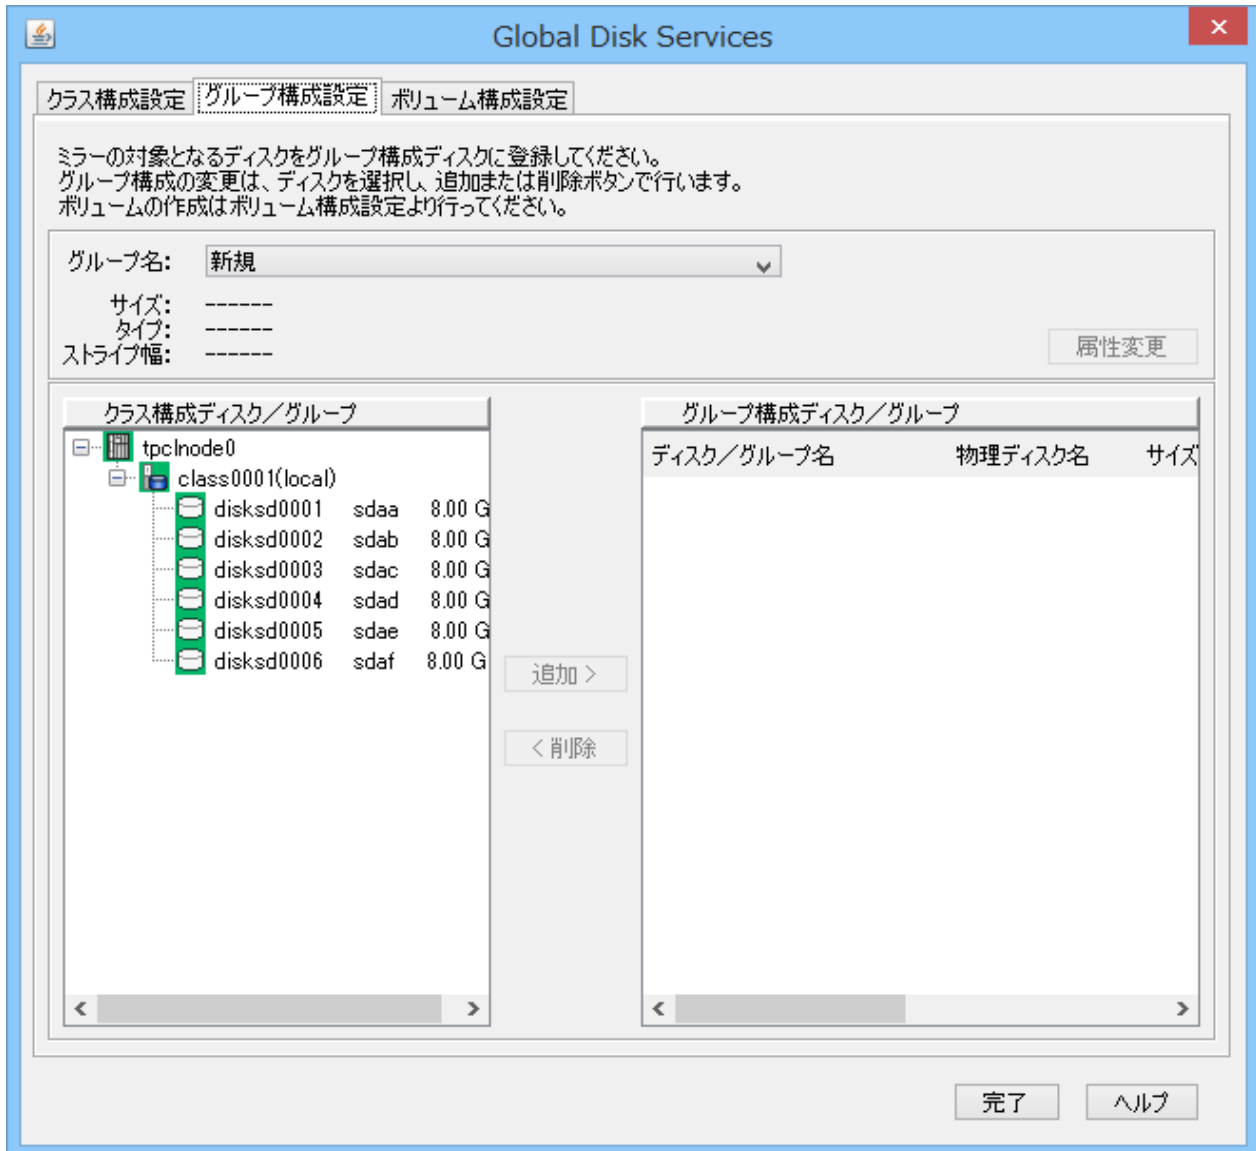 Global Disk Services
クラス構成設定 グループ構成設定 ボリューム構成設定
ミラーの対象となるディスクをグループ構成ディスクに登録してください。
グループ構成の変更は、ディスクを選択し、追加または削除ボタンで行います。
ボリュームの作成はボリューム構成設定より行ってください。
グループ名: 新規
サイズ: ------
タイプ: ------
ストライプ幅: ------
属性変更
クラス構成ディスク/グループ
tpclnode0
class0001(local)
disksd0001 sdaa 8.00 G
disksd0002 sdab 8.00 G
disksd0003 sdac 8.00 G
disksd0004 sdad 8.00 G
disksd0005 sdae 8.00 G
disksd0006 sdaf 8.00 G
追加 >
< 削除
グループ構成ディスク/グループ
ディスク/グループ名 物理ディスク名 サイズ
完了 ヘルプ